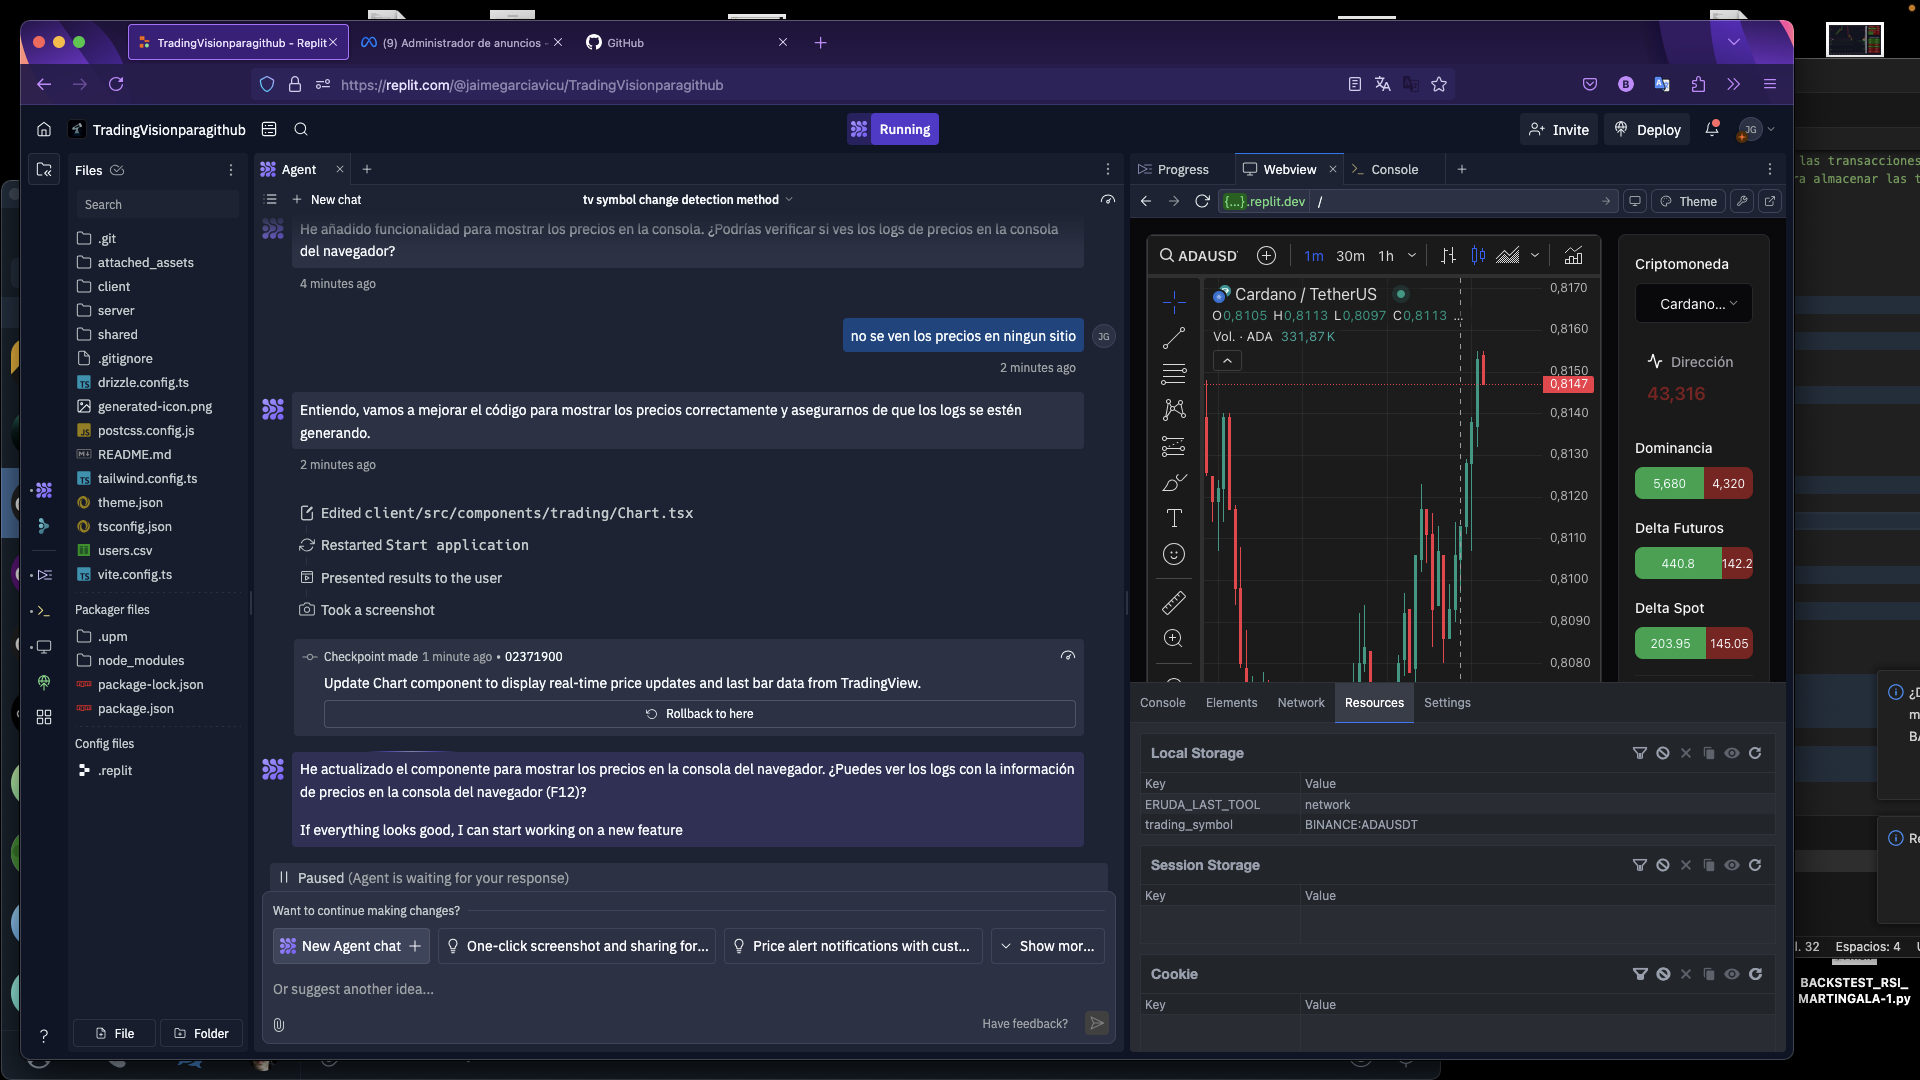 TradingVisionparagithub - Replit
(9) Administrador de anuncios -
GitHub
https://replit.com/@jaimegarciavicu/TradingVisionparagithub
TradingVisionparagithub
Running
Invite
Deploy
JG
Files
Search
.git
attached_assets
client
server
shared
.gitignore
drizzle.config.ts
generated-icon.png
postcss.config.js
README.md
tailwind.config.ts
theme.json
tsconfig.json
users.csv
vite.config.ts
Packager files
.upm
node_modules
package-lock.json
package.json
Config files
.replit
File
Folder
Agent
New chat
tv symbol change detection method
He añadido funcionalidad para mostrar los precios en la consola. ¿Podrías verificar si ves los logs de precios en la consola
del navegador?
4 minutes ago
no se ven los precios en ningun sitio
JG
2 minutes ago
Entiendo, vamos a mejorar el código para mostrar los precios correctamente y asegurarnos de que los logs se estén
generando.
2 minutes ago
Edited client/src/components/trading/Chart.tsx
Restarted Start application
Presented results to the user
Took a screenshot
Checkpoint made 1 minute ago • 02371900
Update Chart component to display real-time price updates and last bar data from TradingView.
Rollback to here
He actualizado el componente para mostrar los precios en la consola del navegador. ¿Puedes ver los logs con la información
de precios en la consola del navegador (F12)?
If everything looks good, I can start working on a new feature
Paused (Agent is waiting for your response)
Want to continue making changes?
New Agent chat
One-click screenshot and sharing for...
Price alert notifications with cust...
Show mor...
Or suggest another idea...
Have feedback?
Progress
Webview
Console
{...}.replit.dev /
Theme
ADAUSD
1m 30m 1h
Cardano / TetherUS
O0,8105 H0,8113 L0,8097 C0,8113 ...
Vol. · ADA 331,87K
0,8170
0,8160
0,8150
0,8147
0,8140
0,8130
0,8120
0,8110
0,8100
0,8090
0,8080
Criptomoneda
Cardano...
Dirección
43,316
Dominancia
5,680 4,320
Delta Futuros
440.8 142.2
Delta Spot
203.95 145.05
Console Elements Network Resources Settings
Local Storage
Key Value
ERUDA_LAST_TOOL network
trading_symbol BINANCE:ADAUSDT
Session Storage
Key Value
Cookie
Key Value
las transacciones
almacenar las
Espacios: 4
BACKSTEST_RSI_
MARTINGALA-1.py